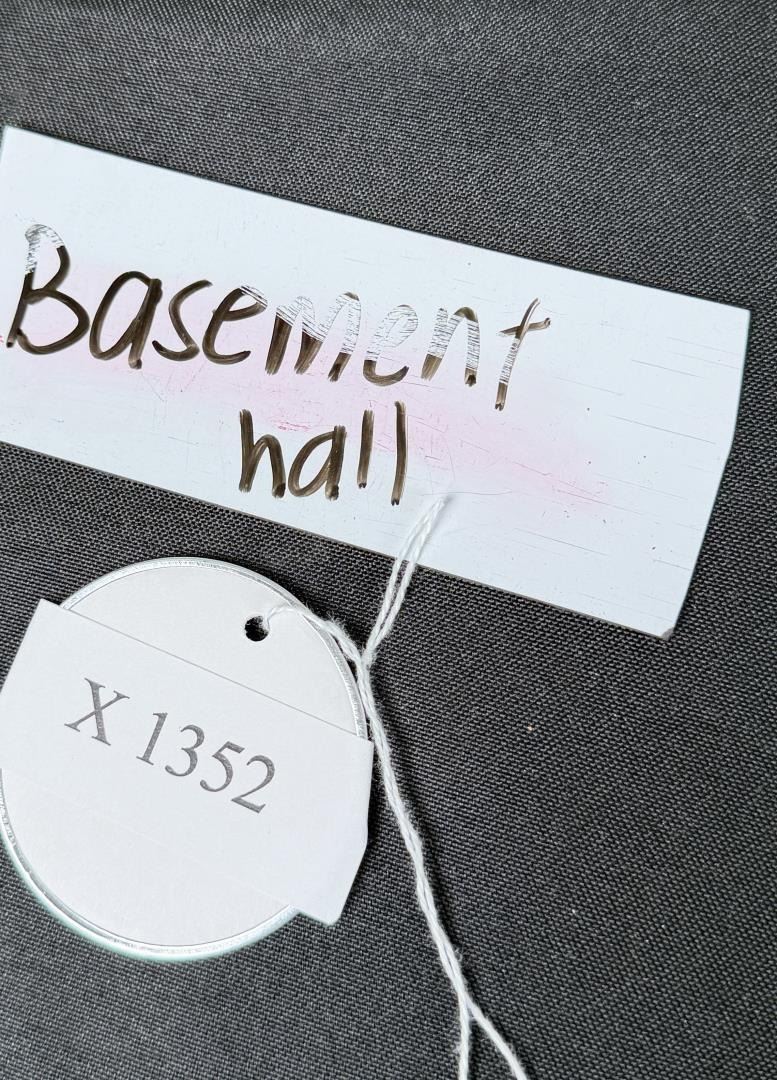 Basement
hall
X 1352